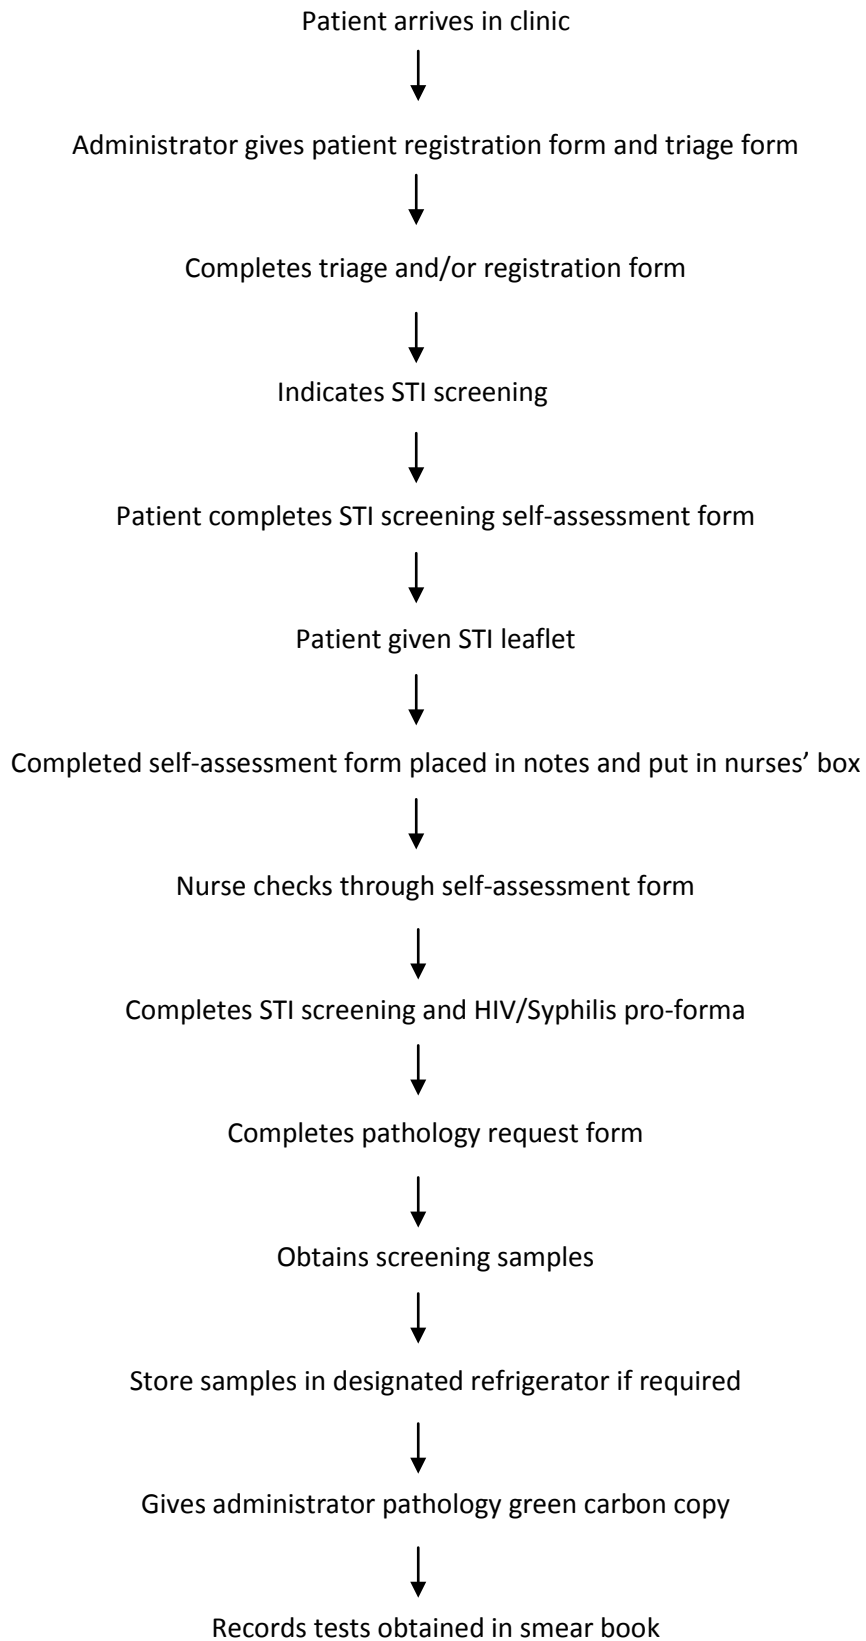 Patient arrives in clinic
Administrator gives patient registration form and triage form
Completes triage and/or registration form
Indicates STI screening
Patient completes STI screening self-assessment form
Patient given STI leaflet
Completed self-assessment form placed in notes and put in nurses’ box
Nurse checks through self-assessment form
Completes STI screening and HIV/Syphilis pro-forma
Completes pathology request form
Obtains screening samples
Store samples in designated refrigerator if required
Gives administrator pathology green carbon copy
Records tests obtained in smear book